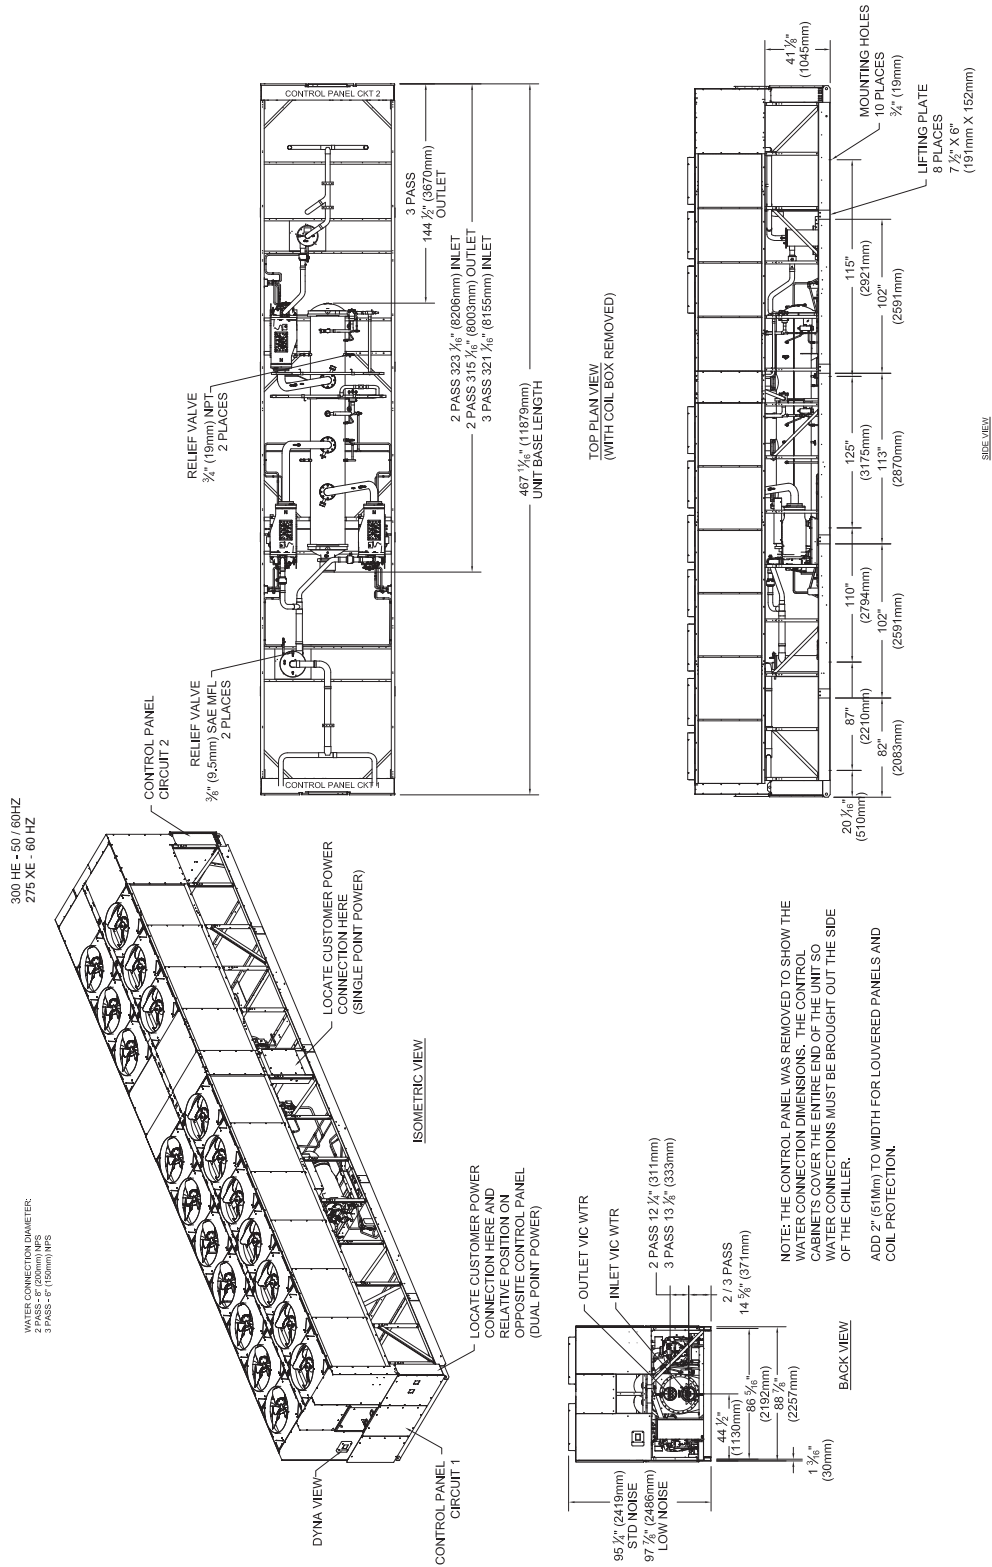 300 HE - 50 / 60HZ
275 XE - 60 HZ
WATER CONNECTION DIAMETER:
2 PASS - 8" (200mm) NPS
3 PASS - 6" (150mm) NPS
CONTROL PANEL
CIRCUIT 2
LOCATE CUSTOMER POWER
CONNECTION HERE
(SINGLE POINT POWER)
ISOMETRIC VIEW
LOCATE CUSTOMER POWER
CONNECTION HERE AND
RELATIVE POSITION ON
OPPOSITE CONTROL PANEL
(DUAL POINT POWER)
DYNA VIEW
CONTROL PANEL
CIRCUIT 1
RELIEF VALVE
3/8" (9.5mm) SAE MFL
2 PLACES
RELIEF VALVE
3/4" (19mm) NPT
2 PLACES
CONTROL PANEL CKT 1
CONTROL PANEL CKT 2
3 PASS
144 1/2" (3670mm)
OUTLET
2 PASS 323 1/16" (8206mm) INLET
2 PASS 315 1/16" (8003mm) OUTLET
3 PASS 321 1/16" (8155mm) INLET
467 11/16" (11879mm)
UNIT BASE LENGTH
TOP PLAN VIEW
(WITH COIL BOX REMOVED)
OUTLET VIC WTR
INLET VIC WTR
2 PASS 12 1/4" (311mm)
3 PASS 13 1/8" (333mm)
2 / 3 PASS
14 5/8" (371mm)
95 1/4" (2419mm)
STD NOISE
97 7/8" (2486mm)
LOW NOISE
44 1/2"
(1130mm)
86 5/16"
(2192mm)
88 7/8"
(2257mm)
1 3/16"
(30mm)
BACK VIEW
NOTE: THE CONTROL PANEL WAS REMOVED TO SHOW THE
WATER CONNECTION DIMENSIONS. THE CONTROL
CABINETS COVER THE ENTIRE END OF THE UNIT SO
WATER CONNECTIONS MUST BE BROUGHT OUT THE SIDE
OF THE CHILLER.
ADD 2" (51Mm) TO WIDTH FOR LOUVERED PANELS AND
COIL PROTECTION.
41 1/8"
(1045mm)
MOUNTING HOLES
10 PLACES
3/4" (19mm)
LIFTING PLATE
8 PLACES
7 1/2" X 6"
(191mm X 152mm)
20 1/16"
(510mm)
87"
(2210mm)
110"
(2794mm)
125"
(3175mm)
115"
(2921mm)
82"
(2083mm)
102"
(2591mm)
113"
(2870mm)
102"
(2591mm)
SIDE VIEW